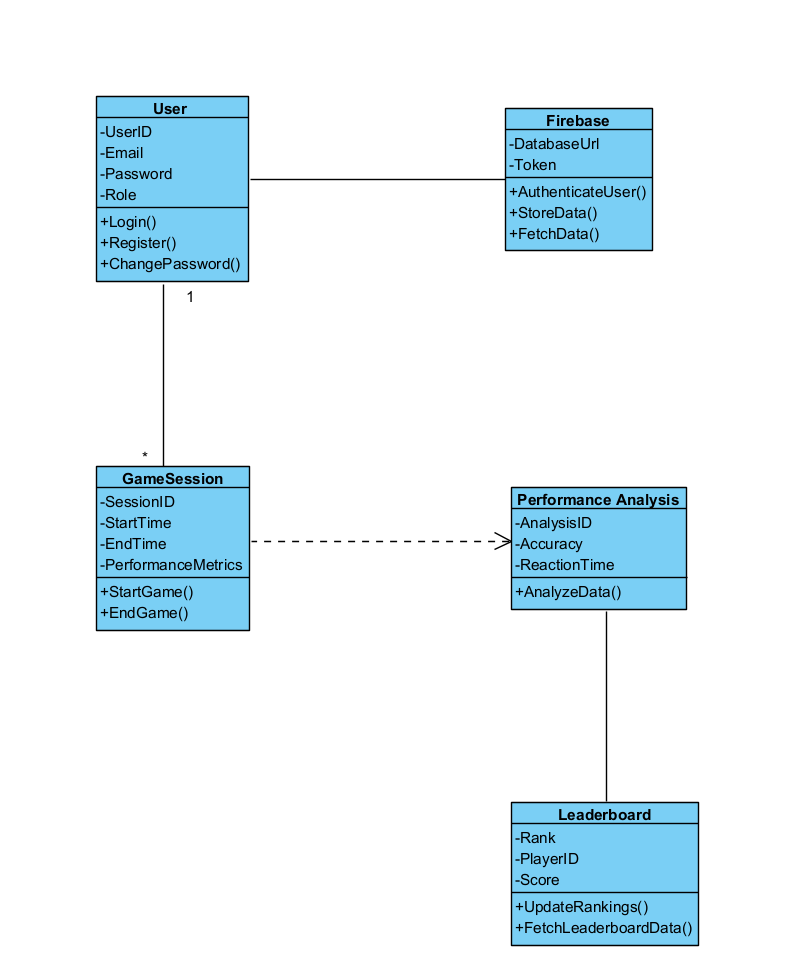 User
-UserID
-Email
-Password
-Role
+Login()
+Register()
+ChangePassword()
Firebase
-DatabaseUrl
-Token
+AuthenticateUser()
+StoreData()
+FetchData()
1
*
GameSession
-SessionID
-StartTime
-EndTime
-PerformanceMetrics
+StartGame()
+EndGame()
Performance Analysis
-AnalysisID
-Accuracy
-ReactionTime
+AnalyzeData()
Leaderboard
-Rank
-PlayerID
-Score
+UpdateRankings()
+FetchLeaderboardData()